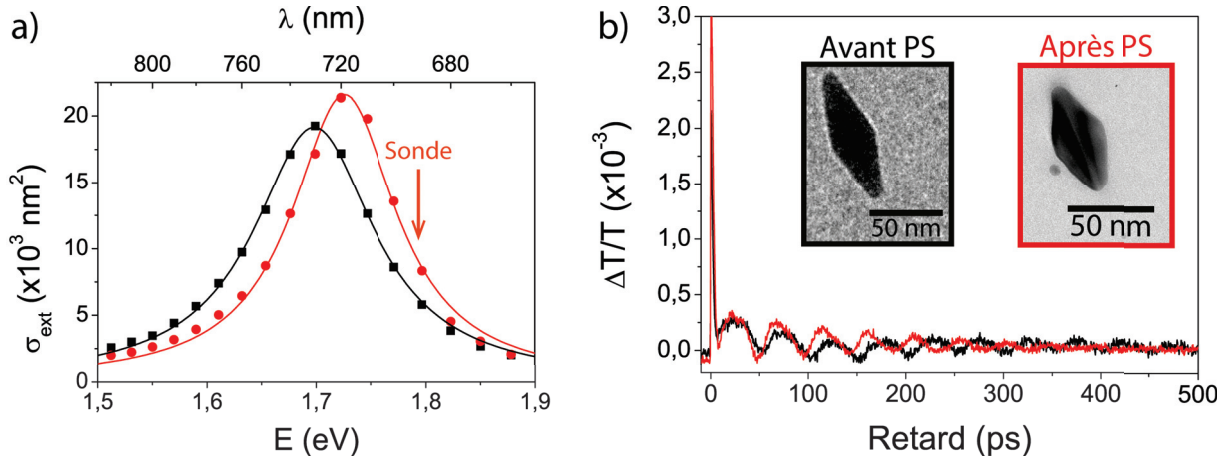 a)
λ (nm)
800 760 720 680
σext (x10³ nm²)
20
15
10
5
0
Sonde
1,5 1,6 1,7 1,8 1,9
E (eV)
b)
ΔT/T (x10⁻³)
3,0
2,5
2,0
1,5
1,0
0,5
0,0
Avant PS
50 nm
Après PS
50 nm
0 100 200 300 400 500
Retard (ps)